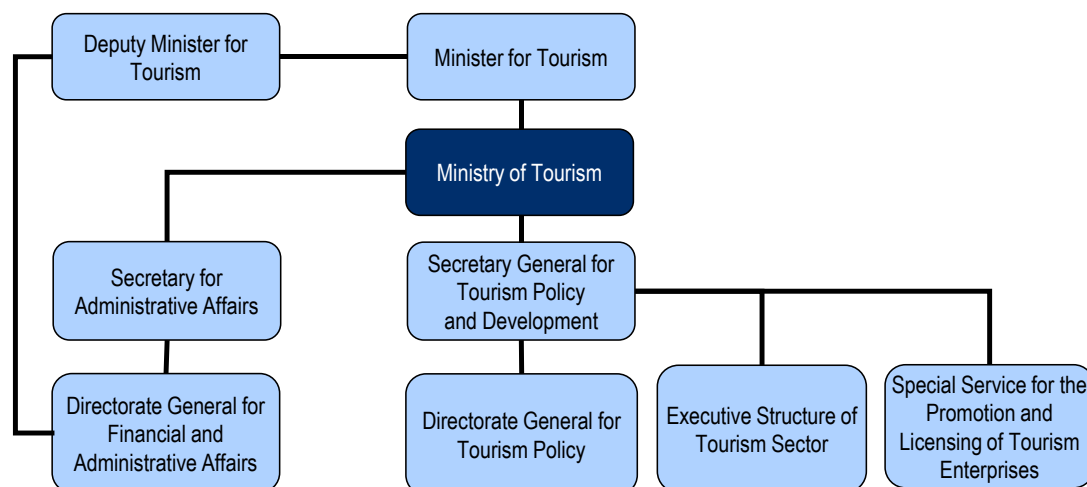 Deputy Minister for
Tourism
Minister for Tourism
Ministry of Tourism
Secretary for
Administrative Affairs
Secretary General for
Tourism Policy
and Development
Directorate General for
Financial and
Administrative Affairs
Directorate General for
Tourism Policy
Executive Structure of
Tourism Sector
Special Service for the
Promotion and
Licensing of Tourism
Enterprises